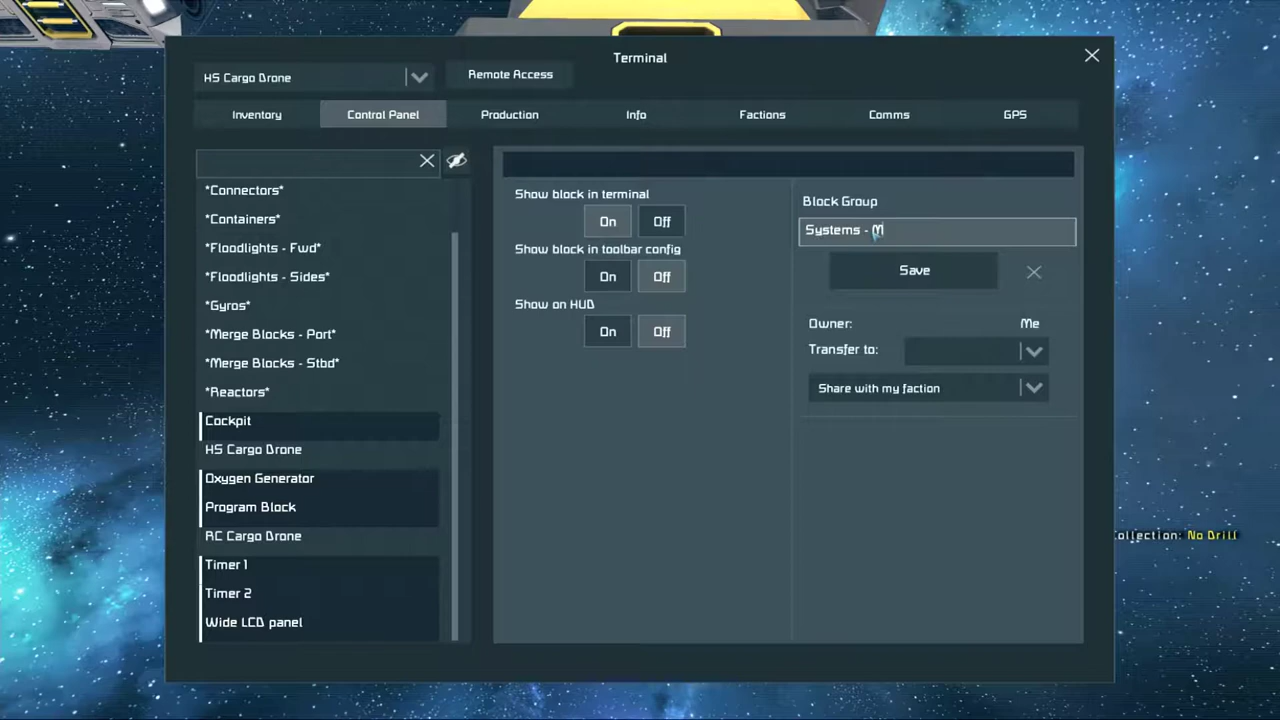 Terminal
HS Cargo Drone
Remote Access
Inventory
Control Panel
Production
Info
Factions
Comms
GPS
*Connectors*
*Containers*
*Floodlights - Fwd*
*Floodlights - Sides*
*Gyros*
*Merge Blocks - Port*
*Merge Blocks - Stbd*
*Reactors*
Cockpit
HS Cargo Drone
Oxygen Generator
Program Block
RC Cargo Drone
Timer 1
Timer 2
Wide LCD panel
Show block in terminal
On Off
Show block in toolbar config
On Off
Show on HUD
On Off
Block Group
Systems - M
Save
Owner: Me
Transfer to:
Share with my faction
ollection: No Drill